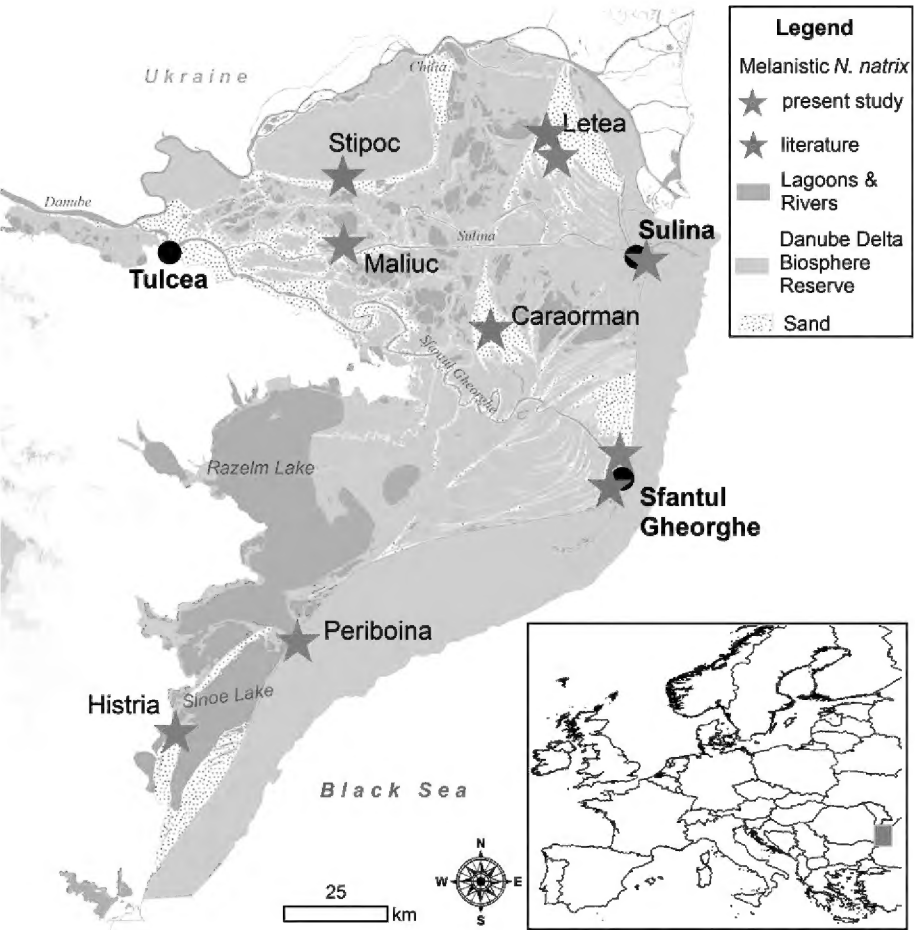 Legend
Melanistic N. natrix
present study
literature
Lagoons &
Rivers
Danube Delta
Biosphere
Reserve
Sand
Ukraine
Chilia
Letea
Stipoc
Danube
Sulina
Sulina
Tulcea
Maliuc
Caraorman
Sfantul Gheorghe
Razelm Lake
Sfantul
Gheorghe
Periboina
Sinoe Lake
Histria
Black Sea
N
W
E
S
25
km